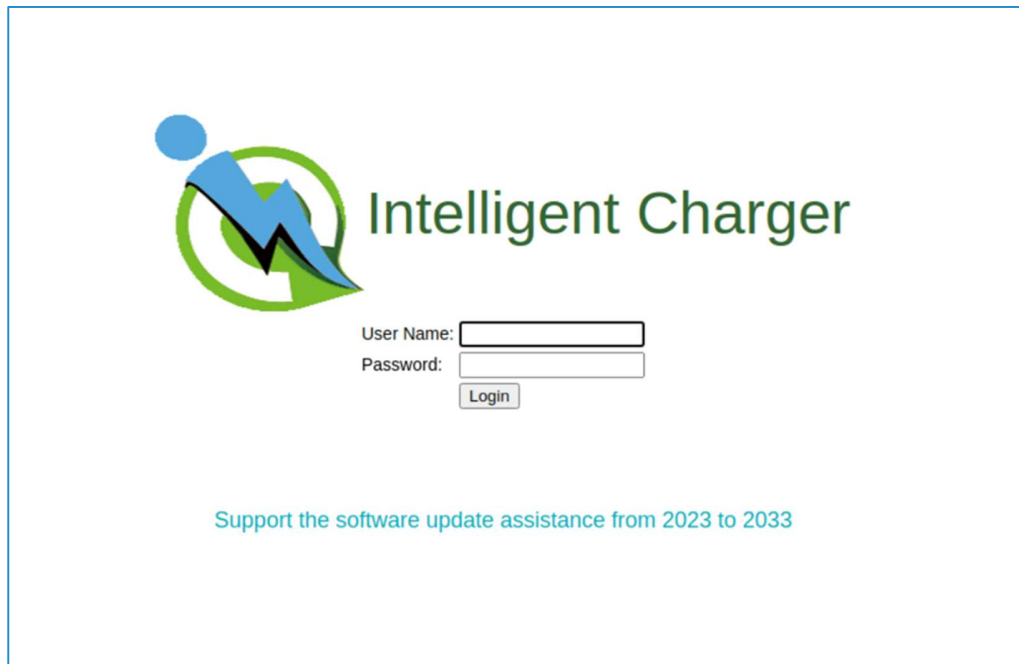 Intelligent Charger
User Name:
Password:
Login
Support the software update assistance from 2023 to 2033